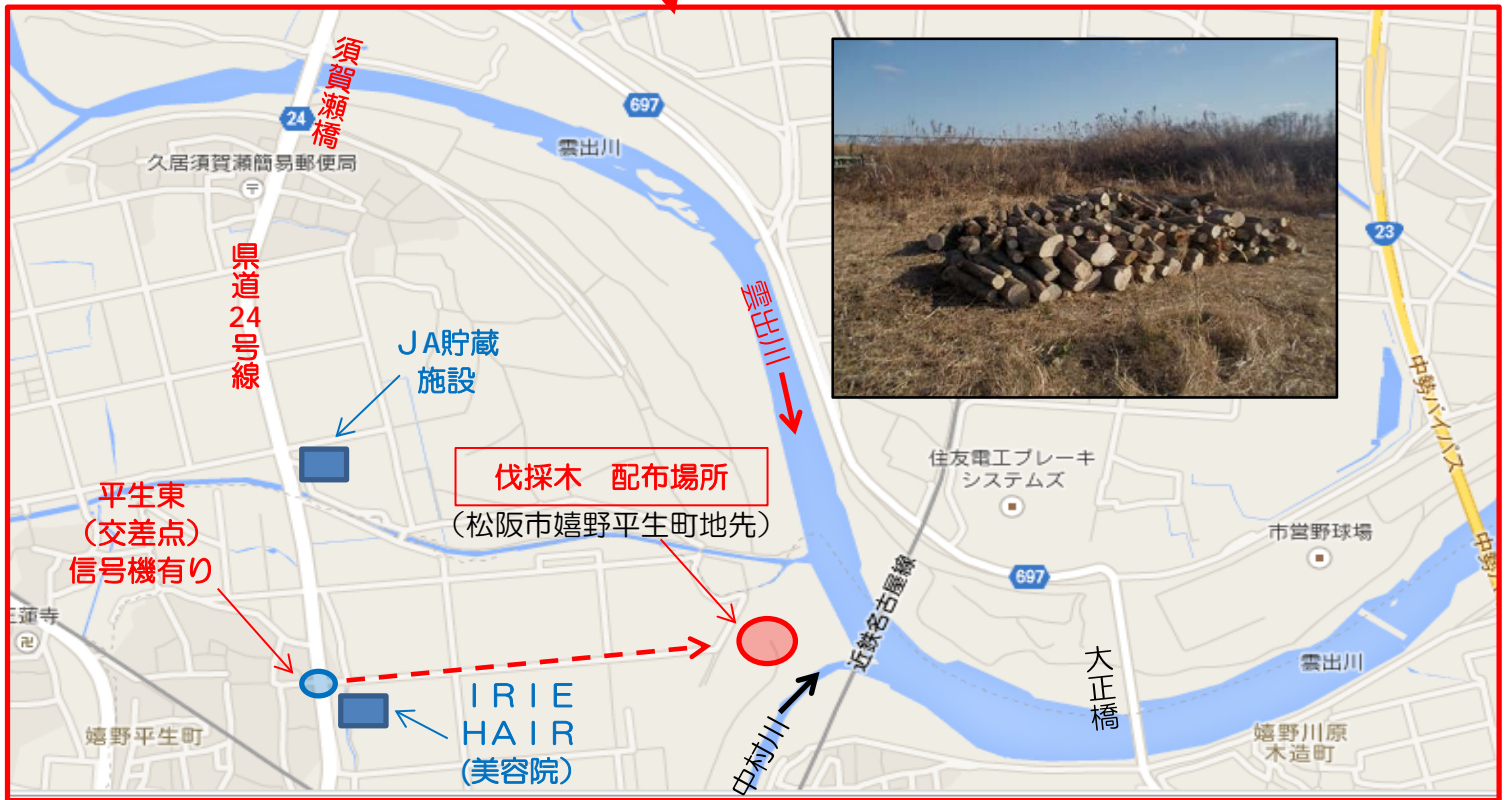 須賀瀬橋
24
697
雲出川
久居須賀瀬簡易郵便局
〒
県道24号線
23
雲出川
JA貯蔵
施設
中勢バイパス
伐採木 配布場所
(松阪市嬉野平生町地先)
住友電工ブレーキ
システムズ
平生東
(交差点)
信号機有り
市営野球場
中勢
697
近鉄名古屋線
蓮寺
卍
大正橋
雲出川
IRIE
HAIR
(美容院)
嬉野平生町
中村川
嬉野川原
木造町